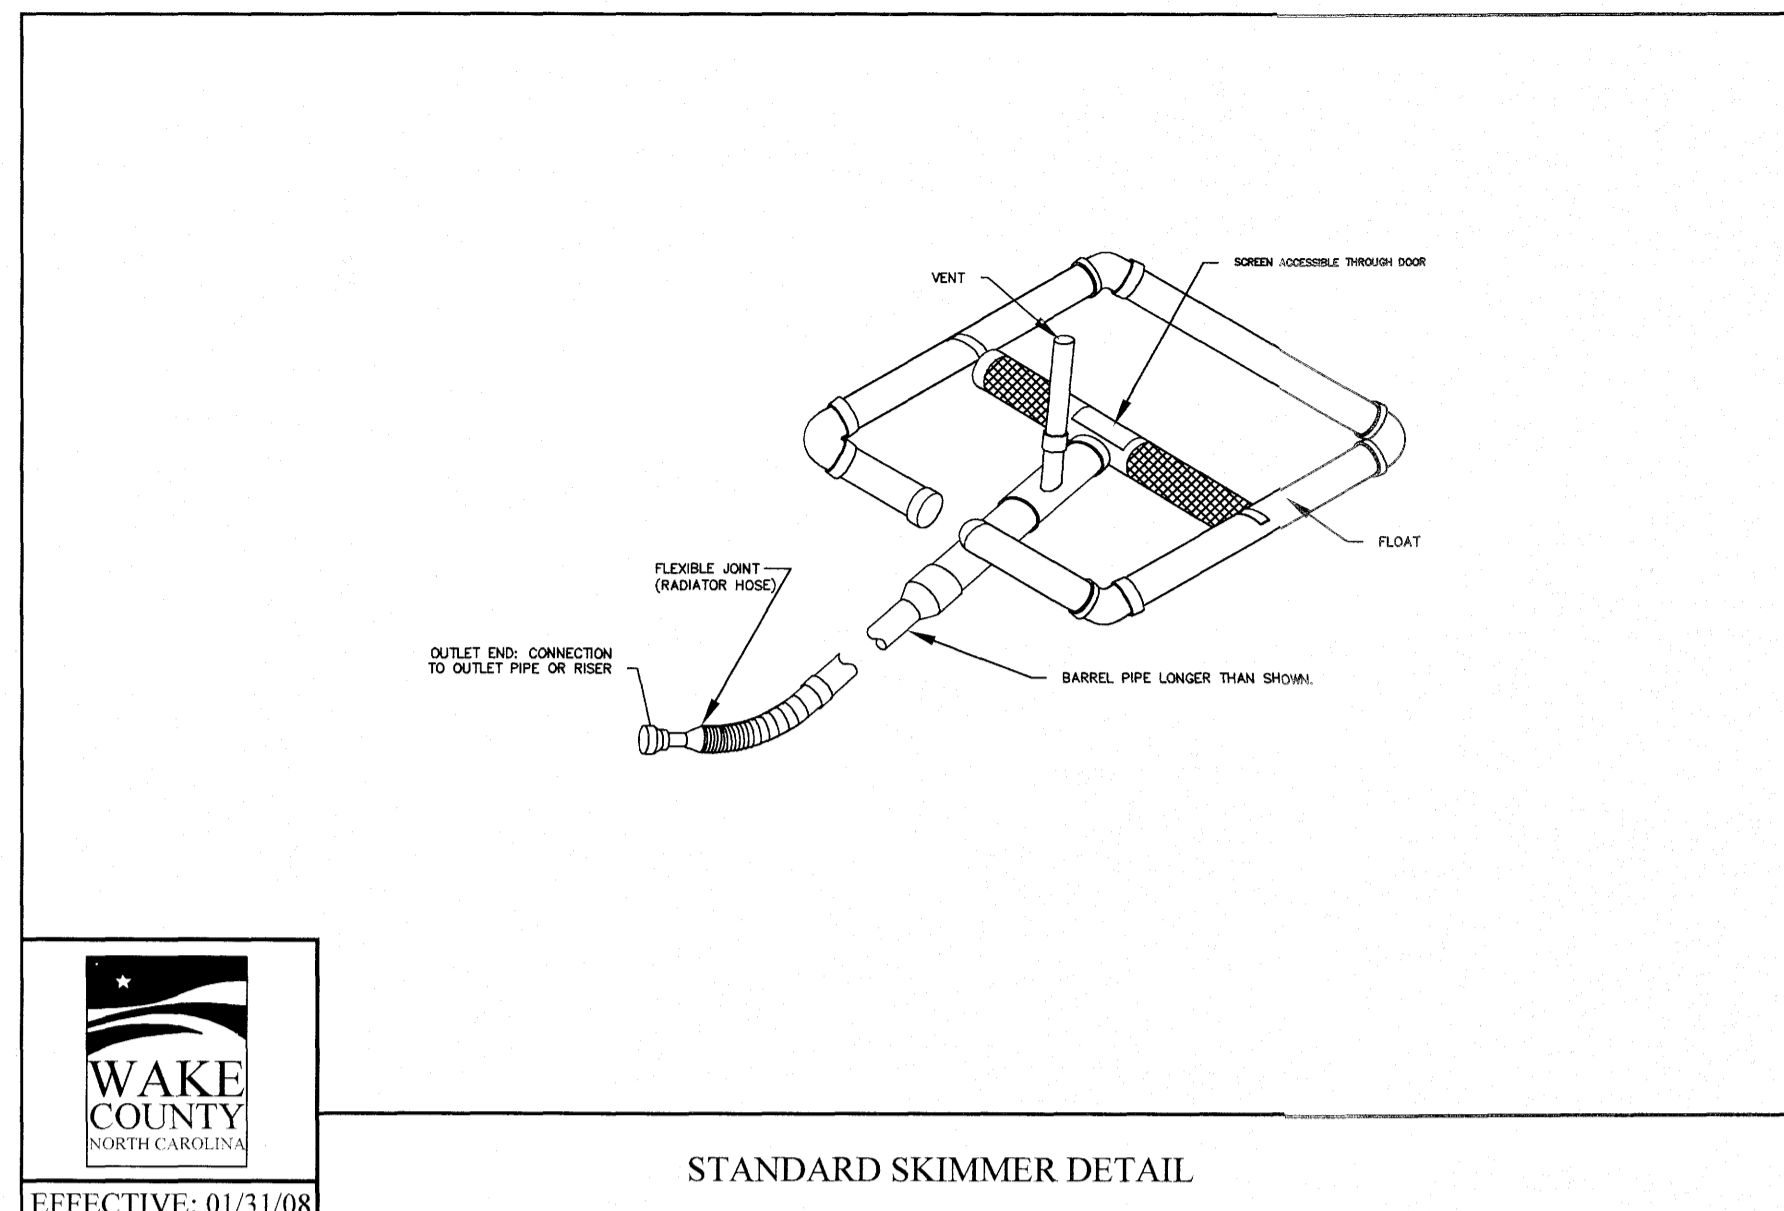 VENT
SCREEN ACCESSIBLE THROUGH DOOR
FLOAT
FLEXIBLE JOINT
(RADIATOR HOSE)
OUTLET END: CONNECTION
TO OUTLET PIPE OR RISER
BARREL PIPE LONGER THAN SHOWN.
WAKE
COUNTY
NORTH CAROLINA
STANDARD SKIMMER DETAIL
EFFECTIVE: 01/31/08